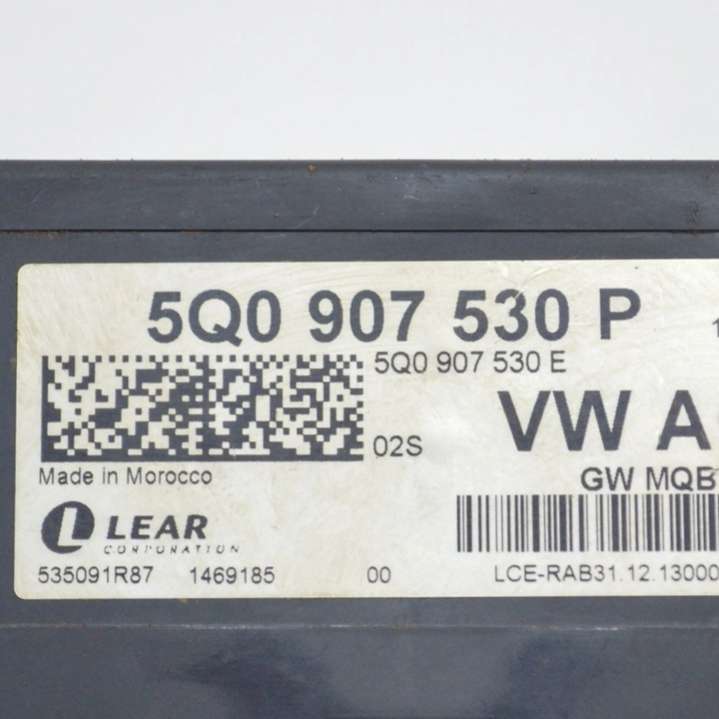 5Q0 907 530 P
5Q0 907 530 E
02S
VW A
Made in Morocco
GW MQB
LEAR
CORPORATION
535091R87 1469185 00 LCE-RAB31.12.13000